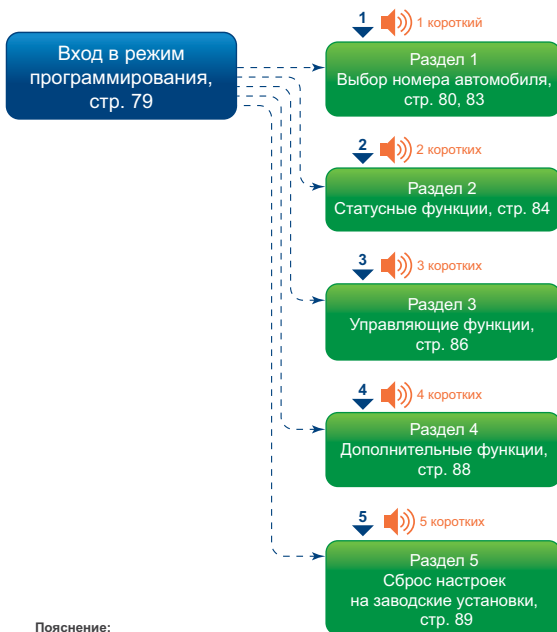 Вход в режим
программирования,
стр. 79
1
1 короткий
Раздел 1
Выбор номера автомобиля,
стр. 80, 83
2
2 коротких
Раздел 2
Статусные функции, стр. 84
3
3 коротких
Раздел 3
Управляющие функции,
стр. 86
4
4 коротких
Раздел 4
Дополнительные функции,
стр. 88
5
5 коротких
Раздел 5
Сброс настроек
на заводские установки,
стр. 89
Пояснение: